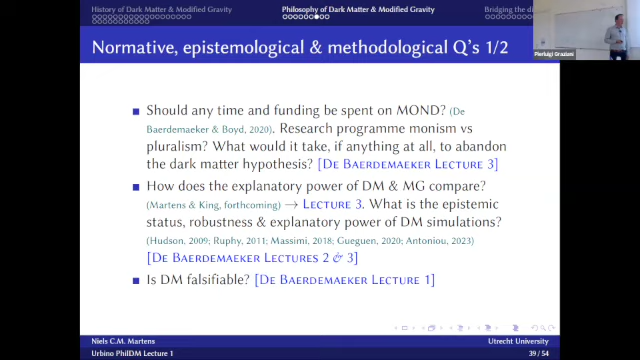 History of Dark Matter & Modified Gravity Philosophy of Dark Matter & Modified Gravity Bridging the
Normative, epistemological & methodological Q's 1/2
Pierluigi Graziani
Should any time and funding be spent on MOND? (De
Baerdemaeker & Boyd, 2020). Research programme monism vs
pluralism? What would it take, if anything at all, to abandon
the dark matter hypothesis? [De Baerdemaeker Lecture 3]
How does the explanatory power of DM & MG compare?
(Martens & King, forthcoming) → Lecture 3. What is the epistemic
status, robustness & explanatory power of DM simulations?
(Hudson, 2009; Ruphy, 2011; Massimi, 2018; Gueguen, 2020; Antoniou, 2023)
[De Baerdemaeker Lectures 2 & 3]
Is DM falsifiable? [De Baerdemaeker Lecture 1]
Niels C.M. Martens Utrecht University
Urbino PhilDM Lecture 1 39 / 54